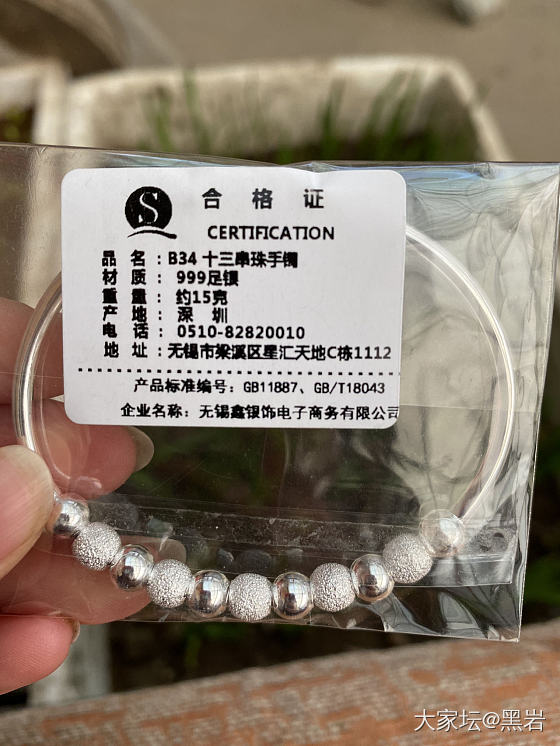 S
合格证
CERTIFICATION
品 名：B34 十三串珠手镯
材 质： 999足银
重 量： 约15克
产 地： 深 圳
电 话： 0510-82820010
地 址：无锡市梁溪区星汇天地C栋1112
产品标准编号：GB11887、GB/T18043
企业名称：无锡鑫银饰电子商务有限公司
大家坛@黑岩